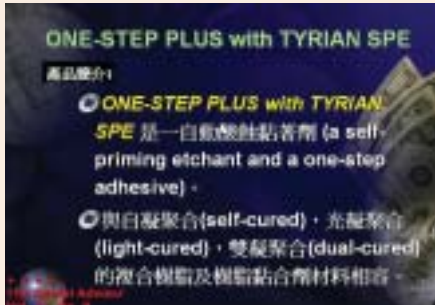 ONE-STEP PLUS with TYRIAN SPE
產品簡介:
ONE-STEP PLUS with TYRIAN
SPE 是一自動酸蝕黏著劑 (a self-
priming etchant and a one-step
adhesive)。
與自凝聚合(self-cured),光凝聚合
(light-cured),雙凝聚合(dual-cured)
的複合樹脂及樹脂黏合劑材料相容。